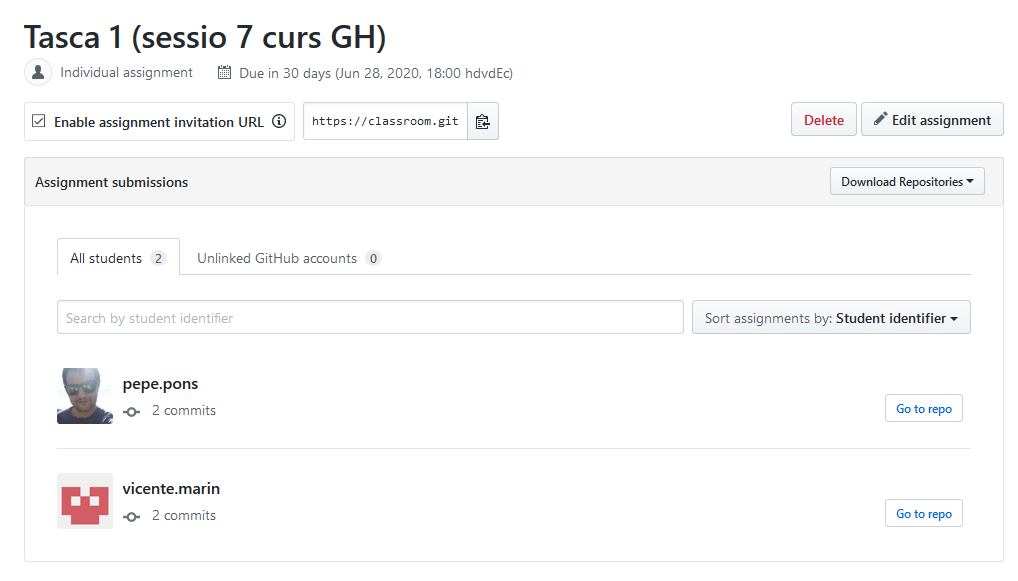 Tasca 1 (sessio 7 curs GH)
Individual assignment Due in 30 days (Jun 28, 2020, 18:00 hdvdEc)
Enable assignment invitation URL https://classroom.git Delete Edit assignment
Assignment submissions Download Repositories
All students 2 Unlinked GitHub accounts 0
Search by student identifier Sort assignments by: Student identifier
pepe.pons
2 commits Go to repo
vicente.marin
2 commits Go to repo